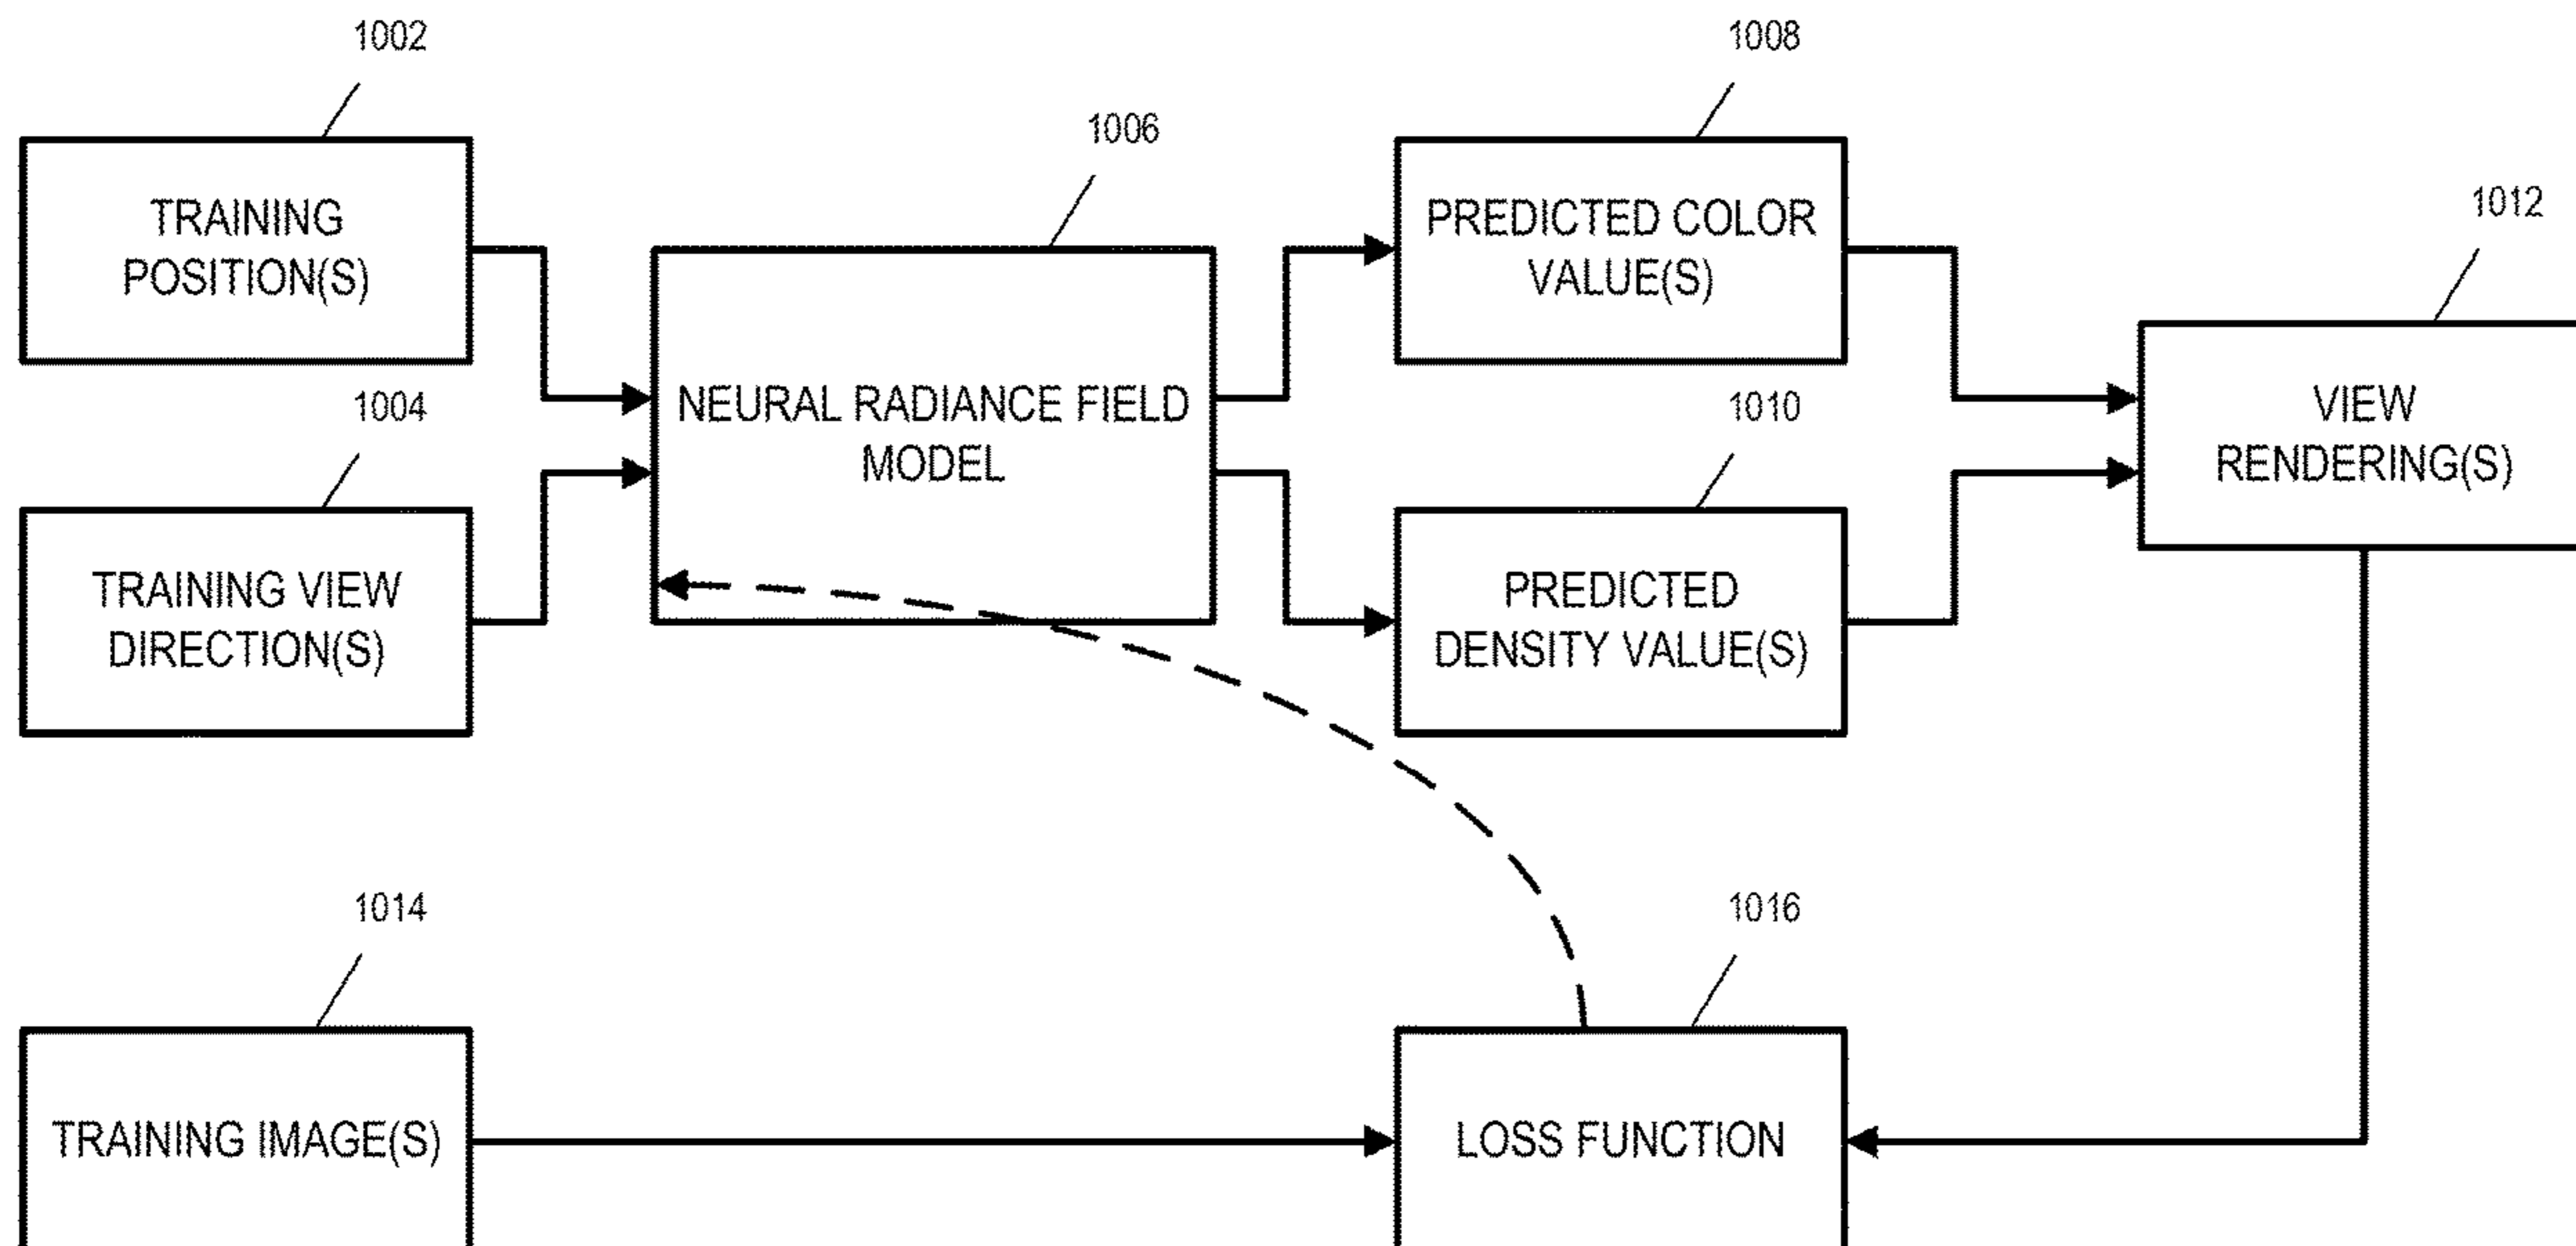 1002
TRAINING
POSITION(S)
1004
TRAINING VIEW
DIRECTION(S)
1006
NEURAL RADIANCE FIELD
MODEL
1008
PREDICTED COLOR
VALUE(S)
1010
PREDICTED
DENSITY VALUE(S)
1012
VIEW
RENDERING(S)
1014
TRAINING IMAGE(S)
1016
LOSS FUNCTION